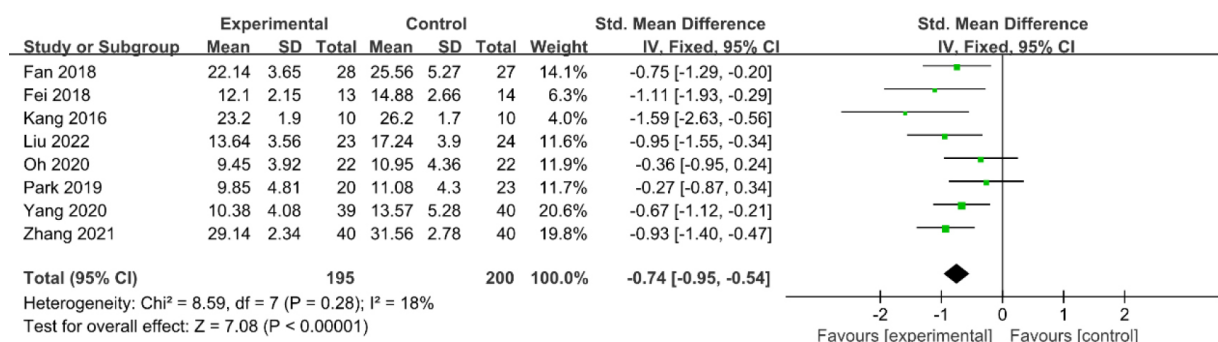 Experimental Control Std. Mean Difference Std. Mean Difference
Study or Subgroup Mean SD Total Mean SD Total Weight IV, Fixed, 95% CI IV, Fixed, 95% CI
Fan 2018 22.14 3.65 28 25.56 5.27 27 14.1% -0.75 [-1.29, -0.20]
Fei 2018 12.1 2.15 13 14.88 2.66 14 6.3% -1.11 [-1.93, -0.29]
Kang 2016 23.2 1.9 10 26.2 1.7 10 4.0% -1.59 [-2.63, -0.56]
Liu 2022 13.64 3.56 23 17.24 3.9 24 11.6% -0.95 [-1.55, -0.34]
Oh 2020 9.45 3.92 22 10.95 4.36 22 11.9% -0.36 [-0.95, 0.24]
Park 2019 9.85 4.81 20 11.08 4.3 23 11.7% -0.27 [-0.87, 0.34]
Yang 2020 10.38 4.08 39 13.57 5.28 40 20.6% -0.67 [-1.12, -0.21]
Zhang 2021 29.14 2.34 40 31.56 2.78 40 19.8% -0.93 [-1.40, -0.47]
Total (95% CI) 195 200 100.0% -0.74 [-0.95, -0.54]
Heterogeneity: Chi² = 8.59, df = 7 (P = 0.28); I² = 18%
Test for overall effect: Z = 7.08 (P < 0.00001)
-2 -1 0 1 2
Favours [experimental] Favours [control]